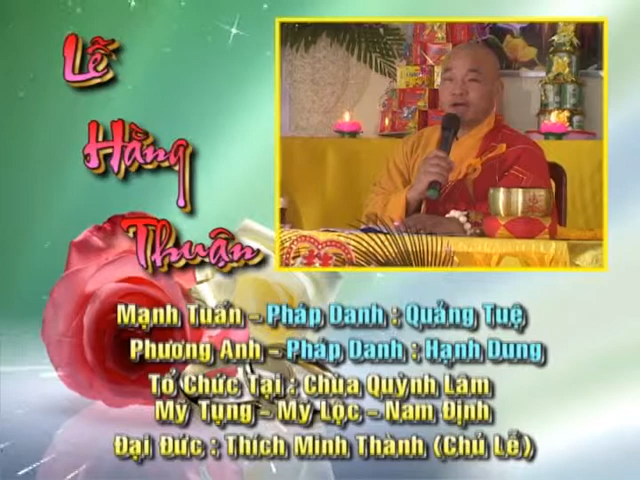 Lễ
Hằng
Thuận
Mạnh Tuấn – Pháp Danh : Quảng Tuệ
Phương Anh – Pháp Danh : Hạnh Dung
Tổ Chức Tại : Chùa Quỳnh Lâm
Mỹ Tụng – Mỹ Lộc – Nam Định
Đại Đức : Thích Minh Thành (Chủ Lễ)